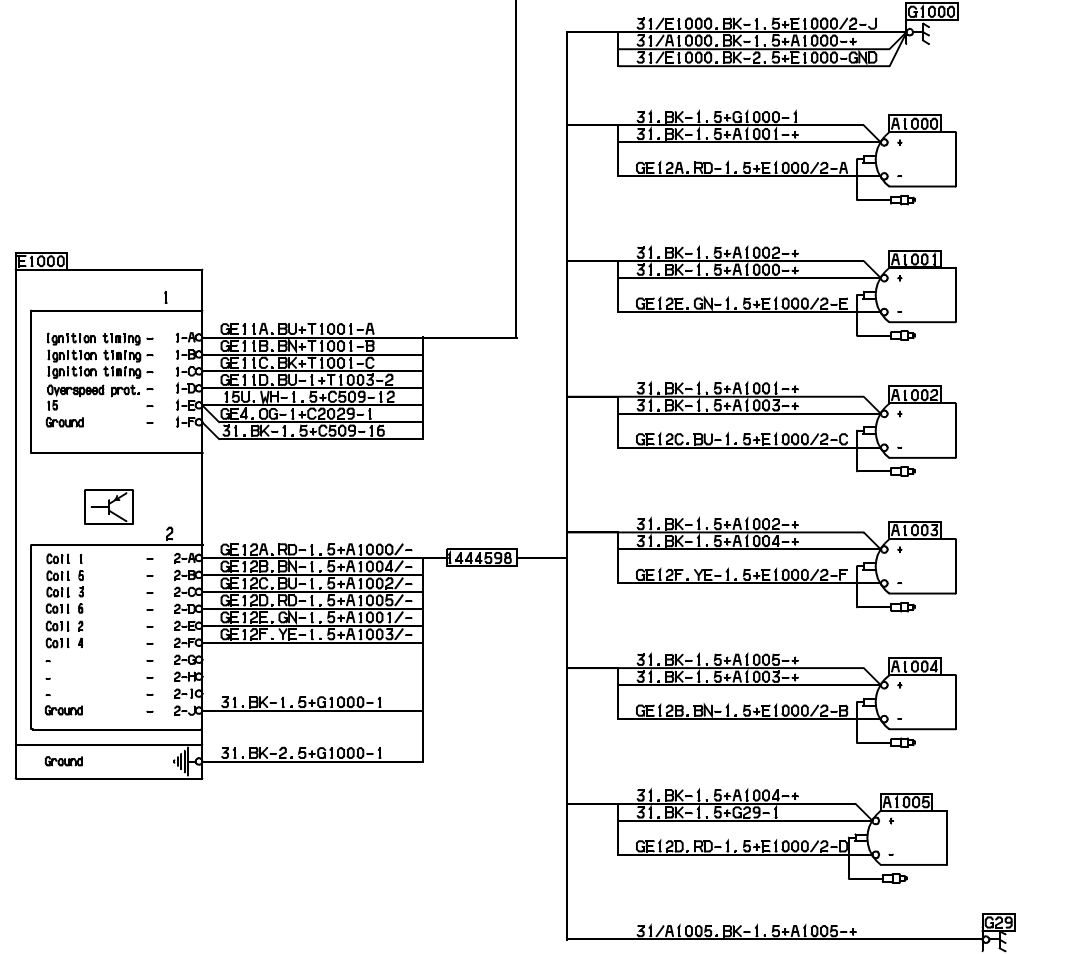 E1000
1
Ignition timing - 1-A
Ignition timing - 1-B
Ignition timing - 1-C
Overspeed prot. - 1-D
15 - 1-E
Ground - 1-F
GE11A.BU+T1001-A
GE11B.BN+T1001-B
GE11C.BK+T1001-C
GE11D.BU-1+T1003-2
15U.WH-1.5+C509-12
GE4.OG-1+C2029-1
31.BK-1.5+C509-16
2
Coil 1 - 2-A
Coil 5 - 2-B
Coil 3 - 2-C
Coil 6 - 2-D
Coil 2 - 2-E
Coil 4 - 2-F
- - 2-G
- - 2-H
- - 2-I
Ground - 2-J
Ground
GE12A.RD-1.5+A1000/-
GE12B.BN-1.5+A1004/-
GE12C.BU-1.5+A1002/-
GE12D.RD-1.5+A1005/-
GE12E.GN-1.5+A1001/-
GE12F.YE-1.5+A1003/-
31.BK-1.5+G1000-1
31.BK-2.5+G1000-1
1444598
G1000
31/E1000.BK-1.5+E1000/2-J
31/A1000.BK-1.5+A1000-+
31/E1000.BK-2.5+E1000-GND
A1000
31.BK-1.5+G1000-1
31.BK-1.5+A1001-+
GE12A.RD-1.5+E1000/2-A
+
-
A1001
31.BK-1.5+A1002-+
31.BK-1.5+A1000-+
GE12E.GN-1.5+E1000/2-E
+
-
A1002
31.BK-1.5+A1001-+
31.BK-1.5+A1003-+
GE12C.BU-1.5+E1000/2-C
+
-
A1003
31.BK-1.5+A1002-+
31.BK-1.5+A1004-+
GE12F.YE-1.5+E1000/2-F
+
-
A1004
31.BK-1.5+A1005-+
31.BK-1.5+A1003-+
GE12B.BN-1.5+E1000/2-B
+
-
A1005
31.BK-1.5+A1004-+
31.BK-1.5+G29-1
GE12D.RD-1.5+E1000/2-D
+
-
G29
31/A1005.BK-1.5+A1005-+